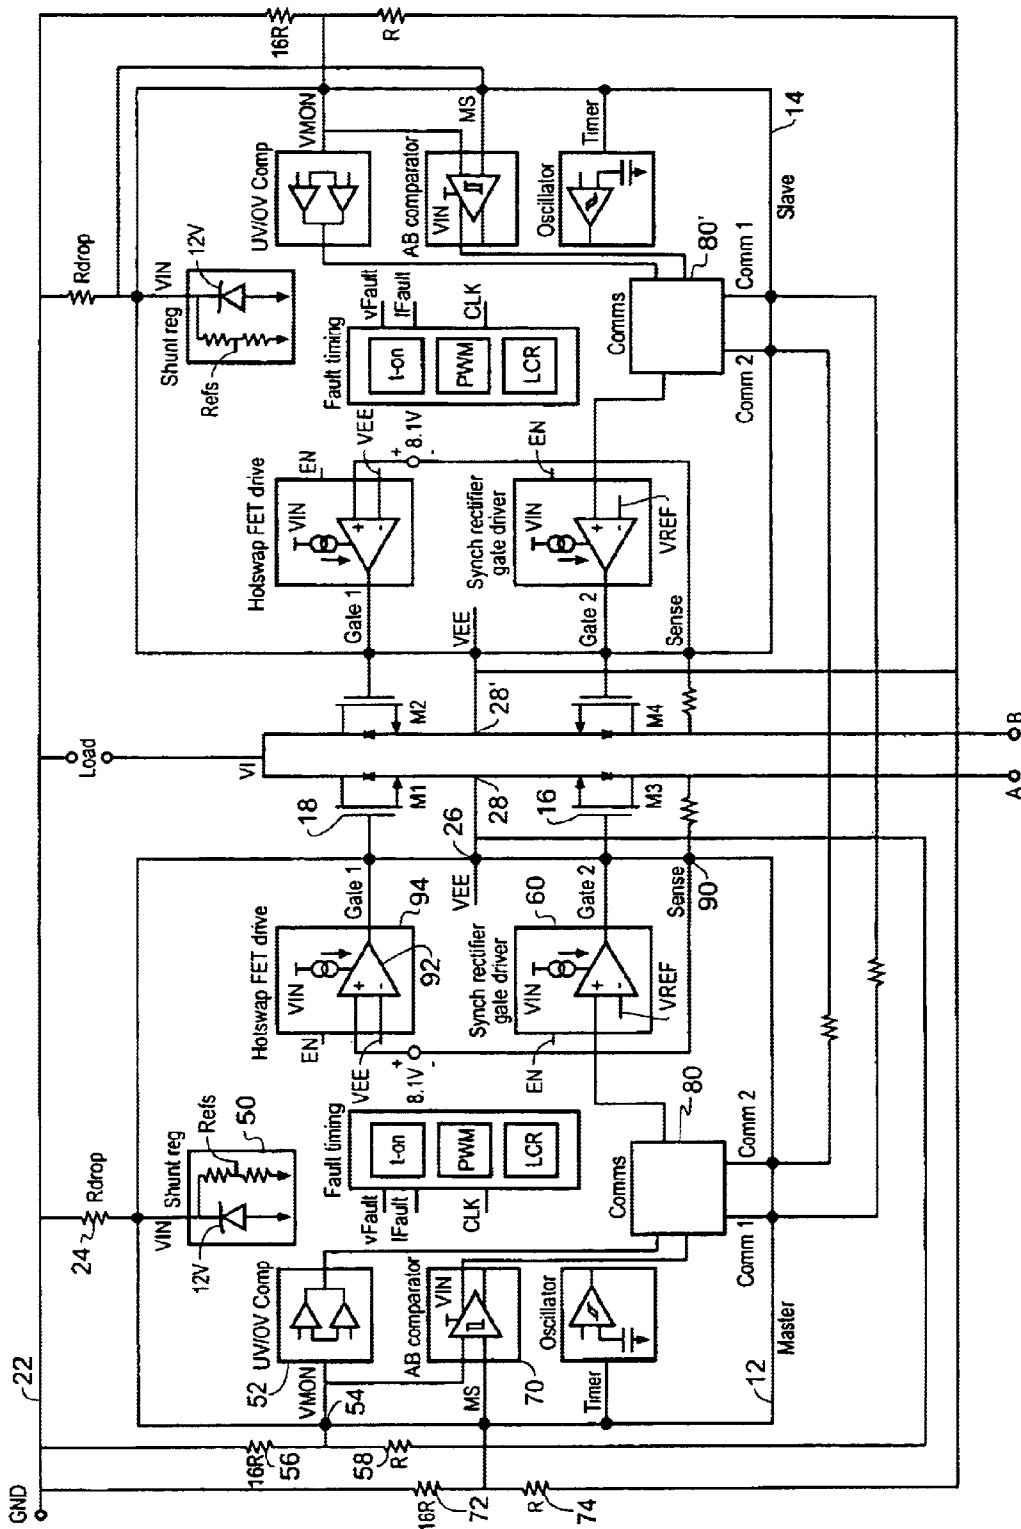 GND
22
24
Rdrop
VIN
Shunt reg
12V
Refs
50
52
UV/OV Comp
VMON
54
16R
56
58
R
AB comparator
VIN
MS
70
16R
72
R
74
Oscillator
Timer
Master
12
Fault timing
vFault
IFault
CLK
t-on
PWM
LCR
Comms
80
Comm 1
Comm 2
Hotswap FET drive
EN
VIN
+
-
VEE
92
94
8.1V
+
-
Gate 1
Synch rectifier
gate driver
EN
VIN
+
-
VREF
60
Gate 2
Sense
90
VEE
26
28
18
M1
16
M3
Load
VI
A
B
M2
28'
M4
Gate 1
VEE
Gate 2
Sense
Hotswap FET drive
EN
VIN
+
-
VEE
+
8.1V
-
Synch rectifier
gate driver
EN
VIN
+
-
VREF
Fault timing
vFault
IFault
CLK
t-on
PWM
LCR
Comms
80'
Comm 2
Comm 1
Rdrop
VIN
Shunt reg
12V
Refs
UV/OV Comp
VMON
AB comparator
VIN
MS
Oscillator
Timer
Slave
14
16R
R